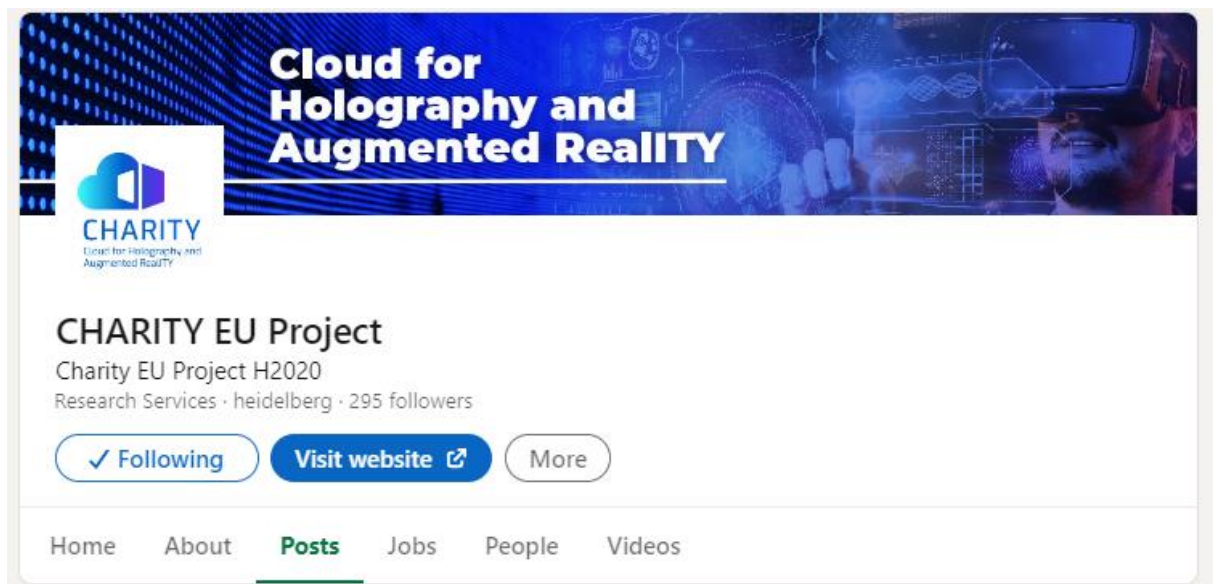 Cloud for
Holography and
Augmented RealITY
CHARITY
Cloud for Holography and
Augmented RealITY
CHARITY EU Project
Charity EU Project H2020
Research Services · heidelberg · 295 followers
Following
Visit website
More
Home About Posts Jobs People Videos